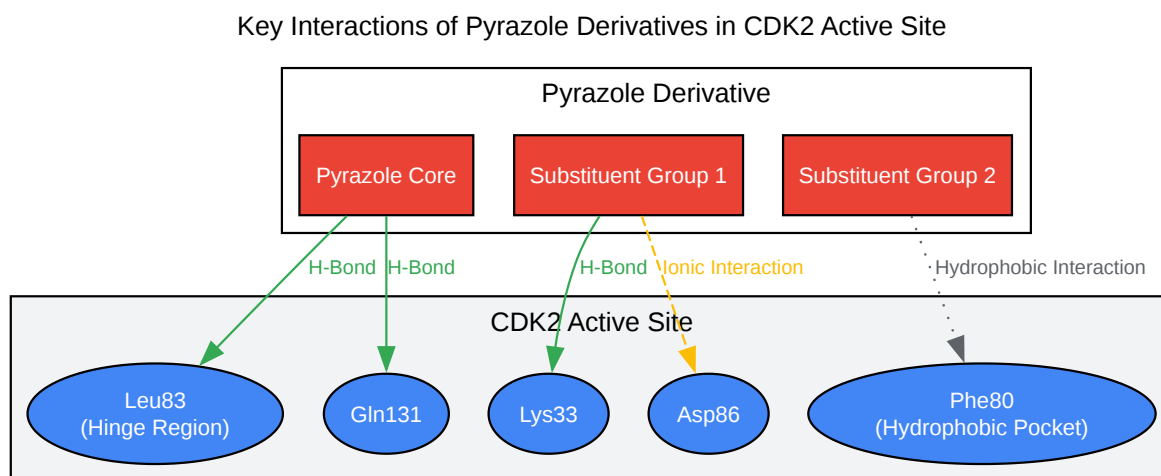 Key Interactions of Pyrazole Derivatives in CDK2 Active Site
Pyrazole Derivative
Pyrazole Core
Substituent Group 1
Substituent Group 2
H-Bond
H-Bond
H-Bond
Ionic Interaction
Hydrophobic Interaction
CDK2 Active Site
Leu83
(Hinge Region)
Gln131
Lys33
Asp86
Phe80
(Hydrophobic Pocket)